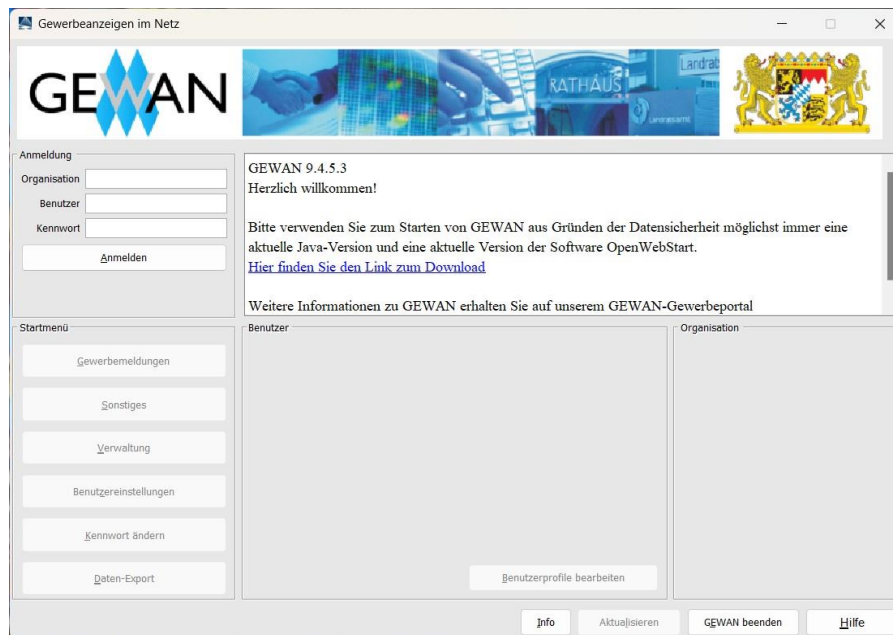 Gewerbeanzeigen im Netz
GEWAN
RATHAUS
Landrats
Landratsamt
Anmeldung
Organisation
Benutzer
Kennwort
Anmelden
GEWAN 9.4.5.3
Herzlich willkommen!
Bitte verwenden Sie zum Starten von GEWAN aus Gründen der Datensicherheit möglichst immer eine
aktuelle Java-Version und eine aktuelle Version der Software OpenWebStart.
Hier finden Sie den Link zum Download
Weitere Informationen zu GEWAN erhalten Sie auf unserem GEWAN-Gewerbeportal
Startmenü
Gewerbemeldungen
Sonstiges
Verwaltung
Benutzereinstellungen
Kennwort ändern
Daten-Export
Benutzer
Benutzerprofile bearbeiten
Organisation
Info
Aktualisieren
GEWAN beenden
Hilfe